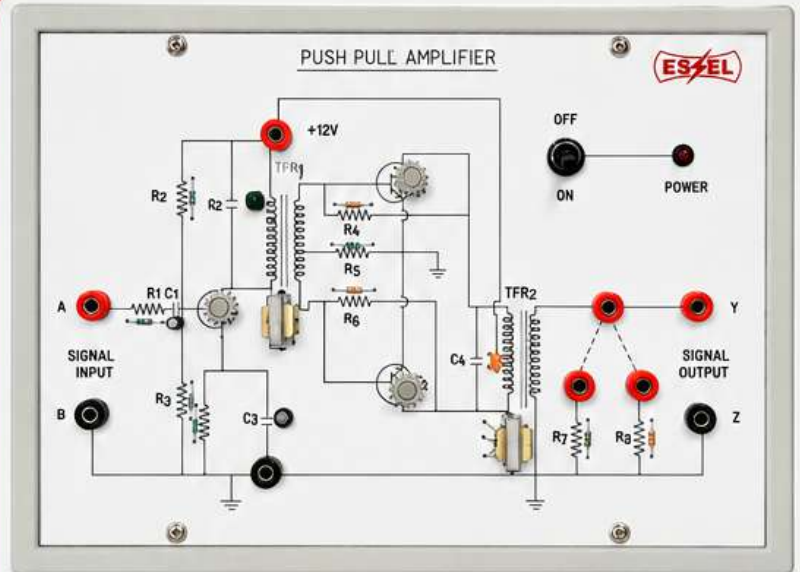 PUSH PULL AMPLIFIER
ESSEL
OFF
+12V
TFR1
ON
POWER
R2
R2
R4
R5
R1 C1
A
R6
TFR2
Y
SIGNAL
INPUT
C4
SIGNAL
OUTPUT
R3
2
B
C3
R7
R8
Z